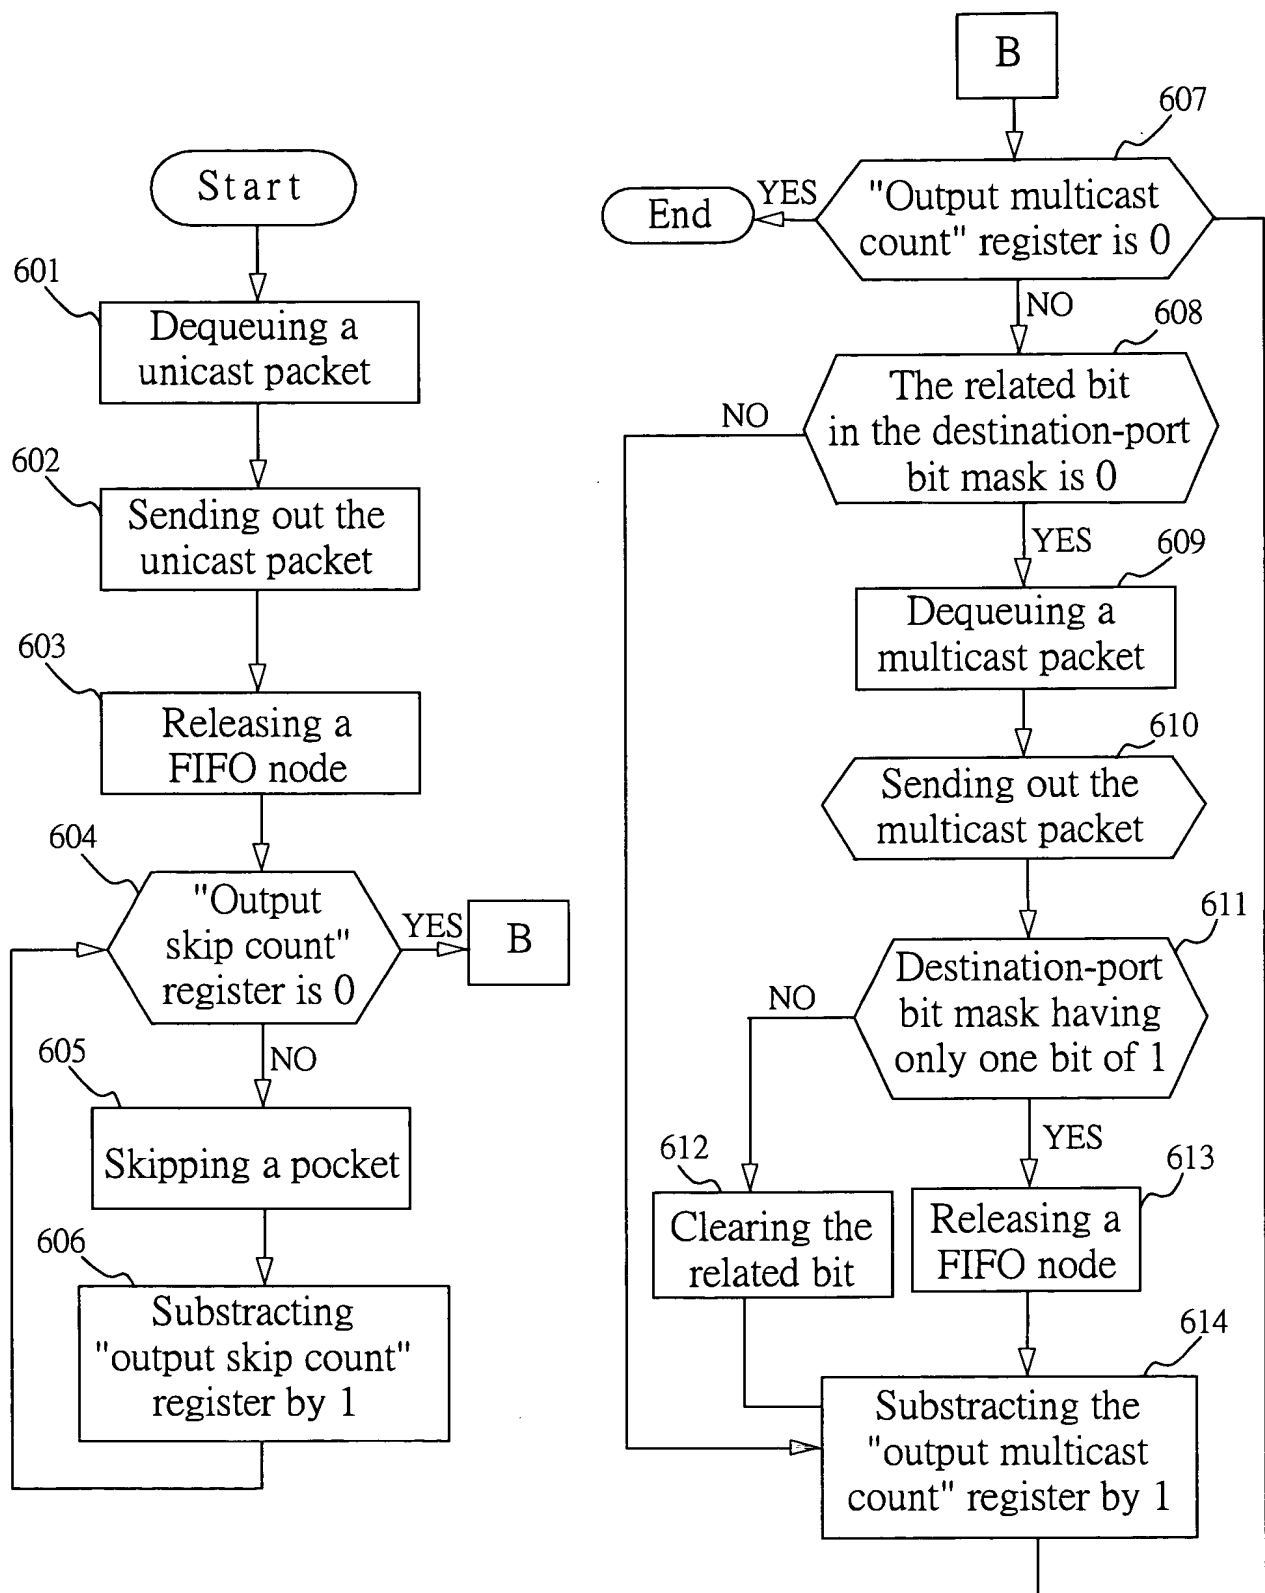 Start
601
Dequeuing a
unicast packet
602
Sending out the
unicast packet
603
Releasing a
FIFO node
604
"Output
skip count"
register is 0
YES
B
NO
605
Skipping a pocket
606
Substracting
"output skip count"
register by 1
B
607
"Output multicast
count" register is 0
YES
End
NO
608
The related bit
in the destination-port
bit mask is 0
NO
YES
609
Dequeuing a
multicast packet
610
Sending out the
multicast packet
611
Destination-port
bit mask having
only one bit of 1
NO
YES
612
Clearing the
related bit
613
Releasing a
FIFO node
614
Substracting the
"output multicast
count" register by 1